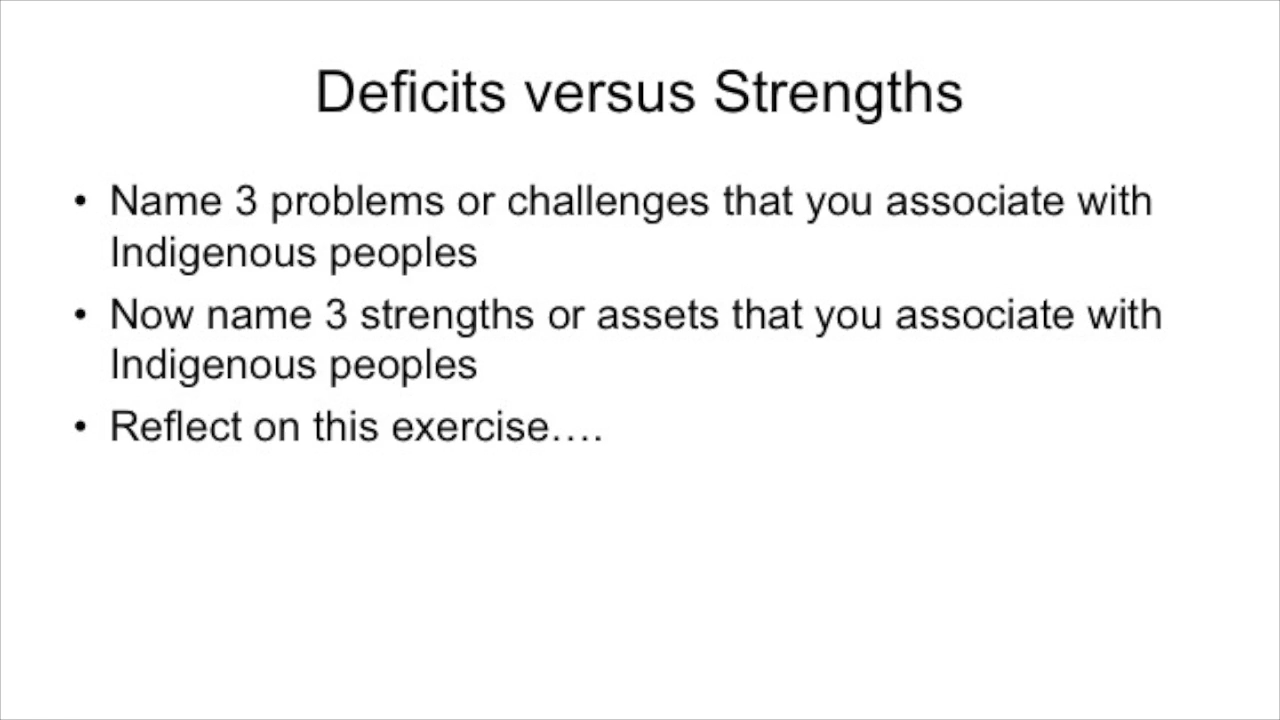 Deficits versus Strengths
• Name 3 problems or challenges that you associate with
Indigenous peoples
• Now name 3 strengths or assets that you associate with
Indigenous peoples
• Reflect on this exercise….